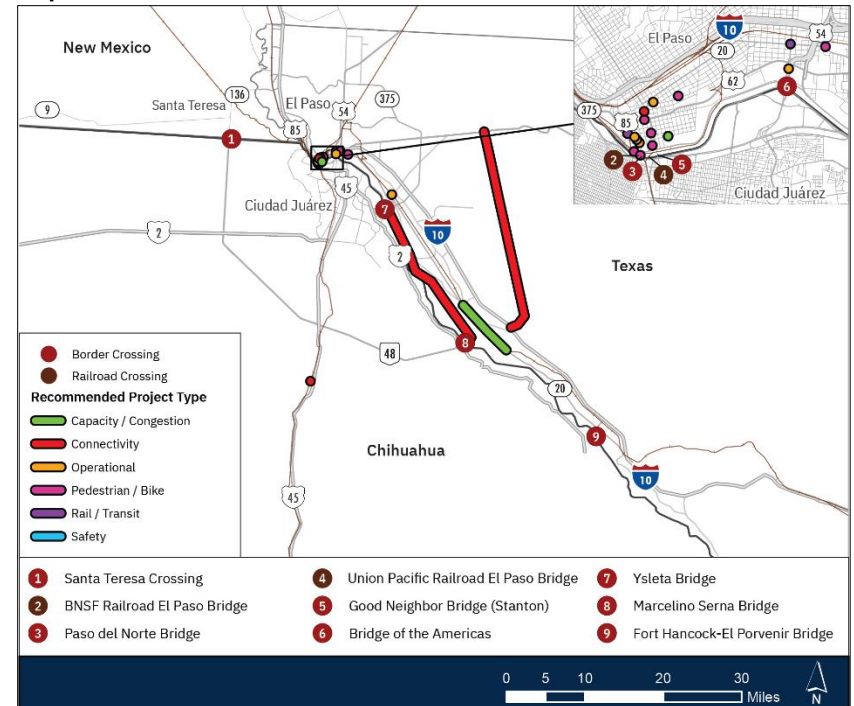 New Mexico
9
Santa Teresa
136
El Paso
54
375
85
1
45
Ciudad Juárez
2
7
10
2
Texas
48
8
20
9
10
Chihuahua
45
El Paso
10
54
20
62
375
85
6
2
3
4
5
Ciudad Juárez
Border Crossing
Railroad Crossing
Recommended Project Type
Capacity / Congestion
Connectivity
Operational
Pedestrian / Bike
Rail / Transit
Safety
1 Santa Teresa Crossing
2 BNSF Railroad El Paso Bridge
3 Paso del Norte Bridge
4 Union Pacific Railroad El Paso Bridge
5 Good Neighbor Bridge (Stanton)
6 Bridge of the Americas
7 Ysleta Bridge
8 Marcelino Serna Bridge
9 Fort Hancock-El Porvenir Bridge
0 5 10 20 30
Miles
N